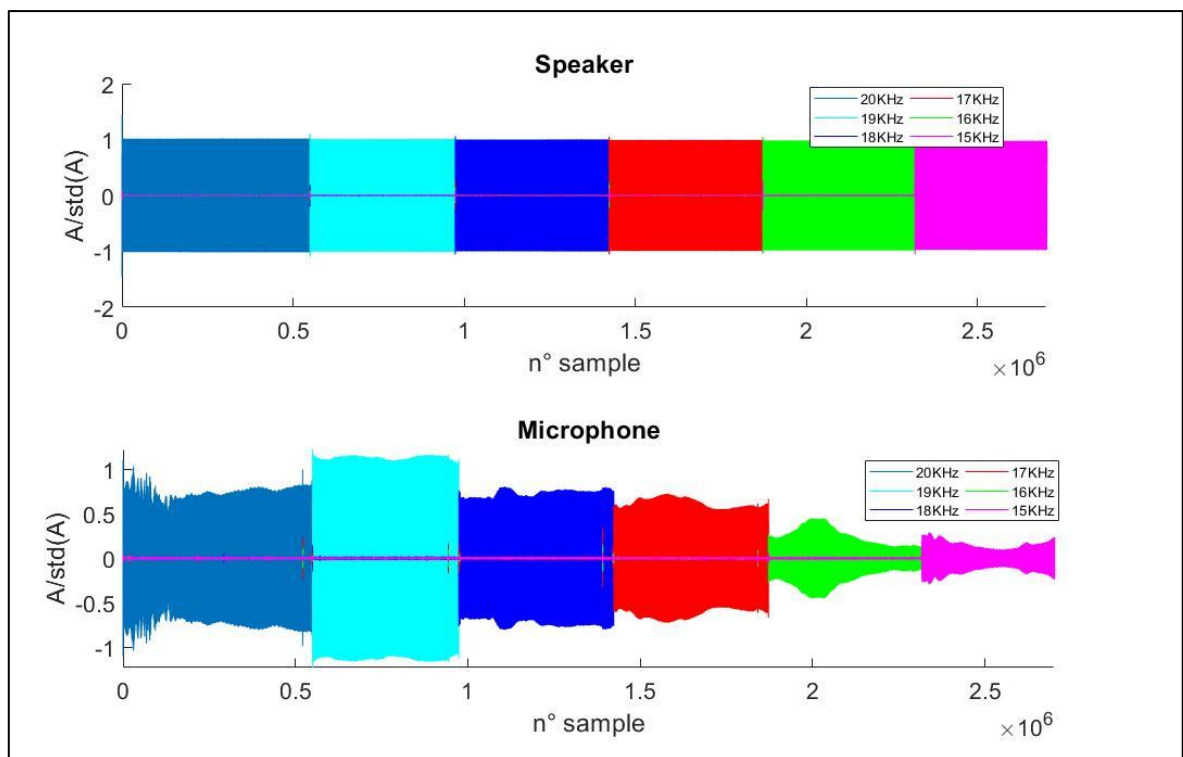 Speaker
2
1
0
-1
-2
A/std(A)
20KHz 17KHz
19KHz 16KHz
18KHz 15KHz
0 0.5 1 1.5 2 2.5
n° sample
×10^6
Microphone
1
0.5
0
-0.5
-1
A/std(A)
20KHz 17KHz
19KHz 16KHz
18KHz 15KHz
0 0.5 1 1.5 2 2.5
n° sample
×10^6